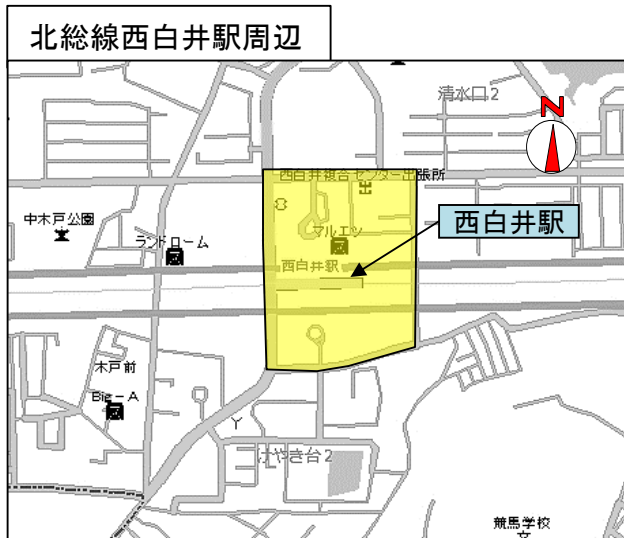 北総線西白井駅周辺
清水口2
N
西白井複合センター出張所
中木戸公園
ランドローム
マルエツ
西白井駅
西白井駅
木戸前
Big-A
けやき台2
競馬学校